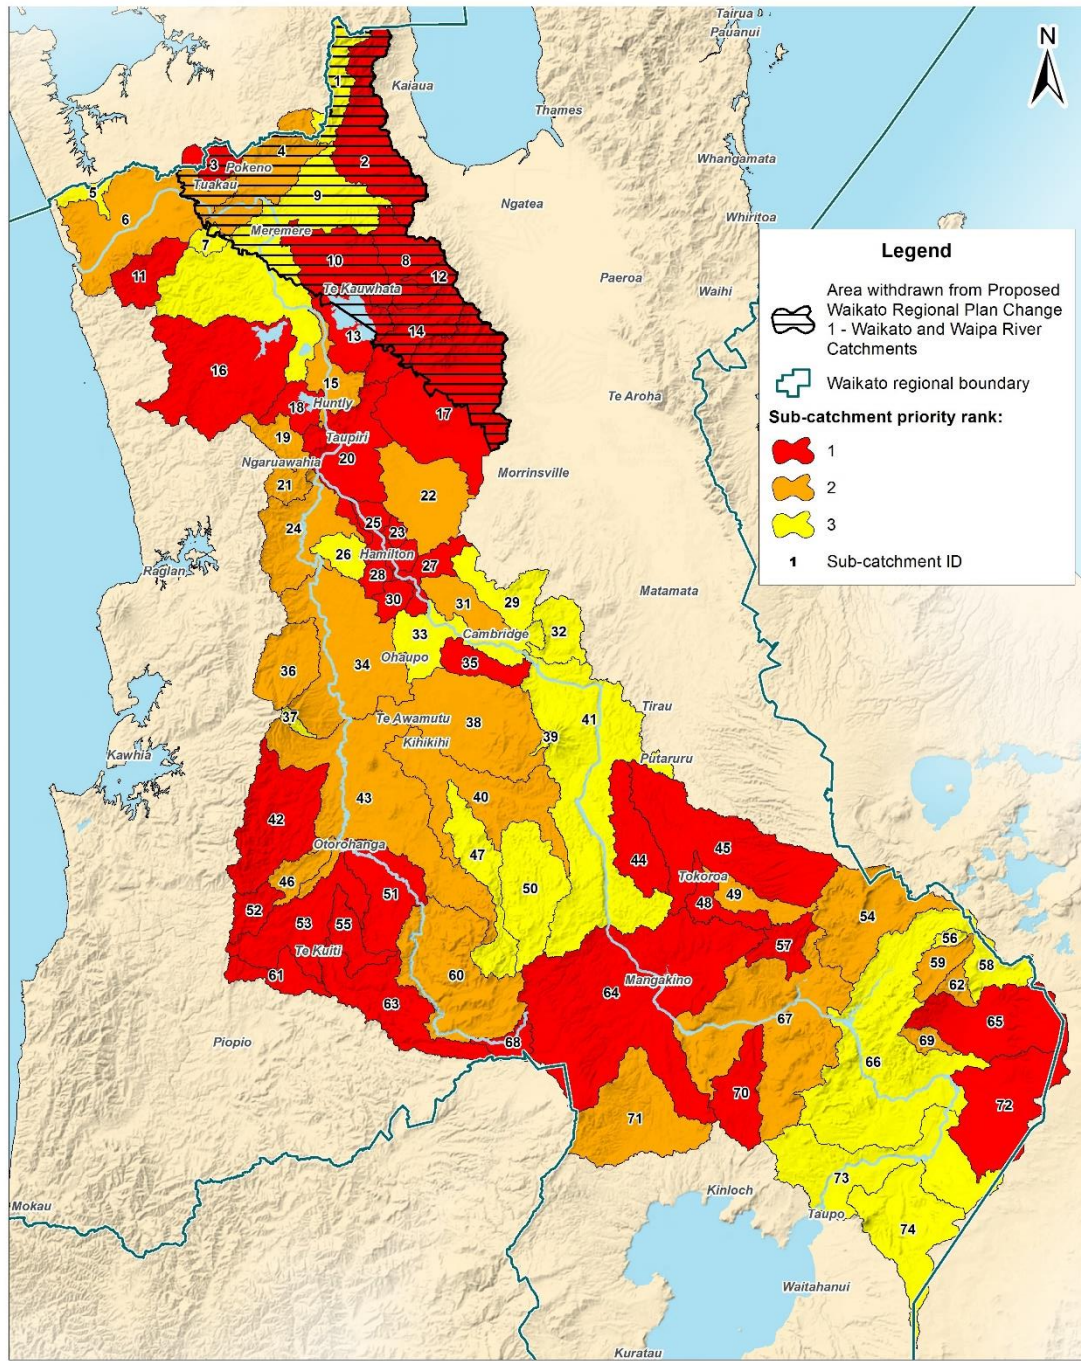 Tairua
Pauanui
N
1
Kaiaua
Thames
4
3
Pokeno
2
Whangamata
Tuakau
5
9
Ngatea
6
Whiritoa
Meremere
7
Legend
10
8
11
12
Paeroa
Te Kauwhata
Waihi
Area withdrawn from Proposed
Waikato Regional Plan Change
1 - Waikato and Waipa River
Catchments
14
13
16
15
Waikato regional boundary
Te Aroha
18
Huntly
17
Sub-catchment priority rank:
19
Taupiri
20
1
Ngaruawahia
Morrinsville
21
22
2
24
25
23
3
26
Hamilton
27
1 Sub-catchment ID
Raglan
28
30
31
29
Matamata
33
Cambridge
32
Ohaupo
35
36
34
37
Te Awamutu
38
41
Tirau
Kihikihi
39
Kawhia
Putaruru
43
40
42
Otorohanga
47
44
45
46
50
Tokoroa
51
49
52
53
55
48
54
Te Kuiti
57
56
61
60
59
58
Mangakino
62
63
64
67
65
Piopio
68
66
69
70
72
71
73
Kinloch
Mokau
Taupo
74
Waitahanui
Kuratau